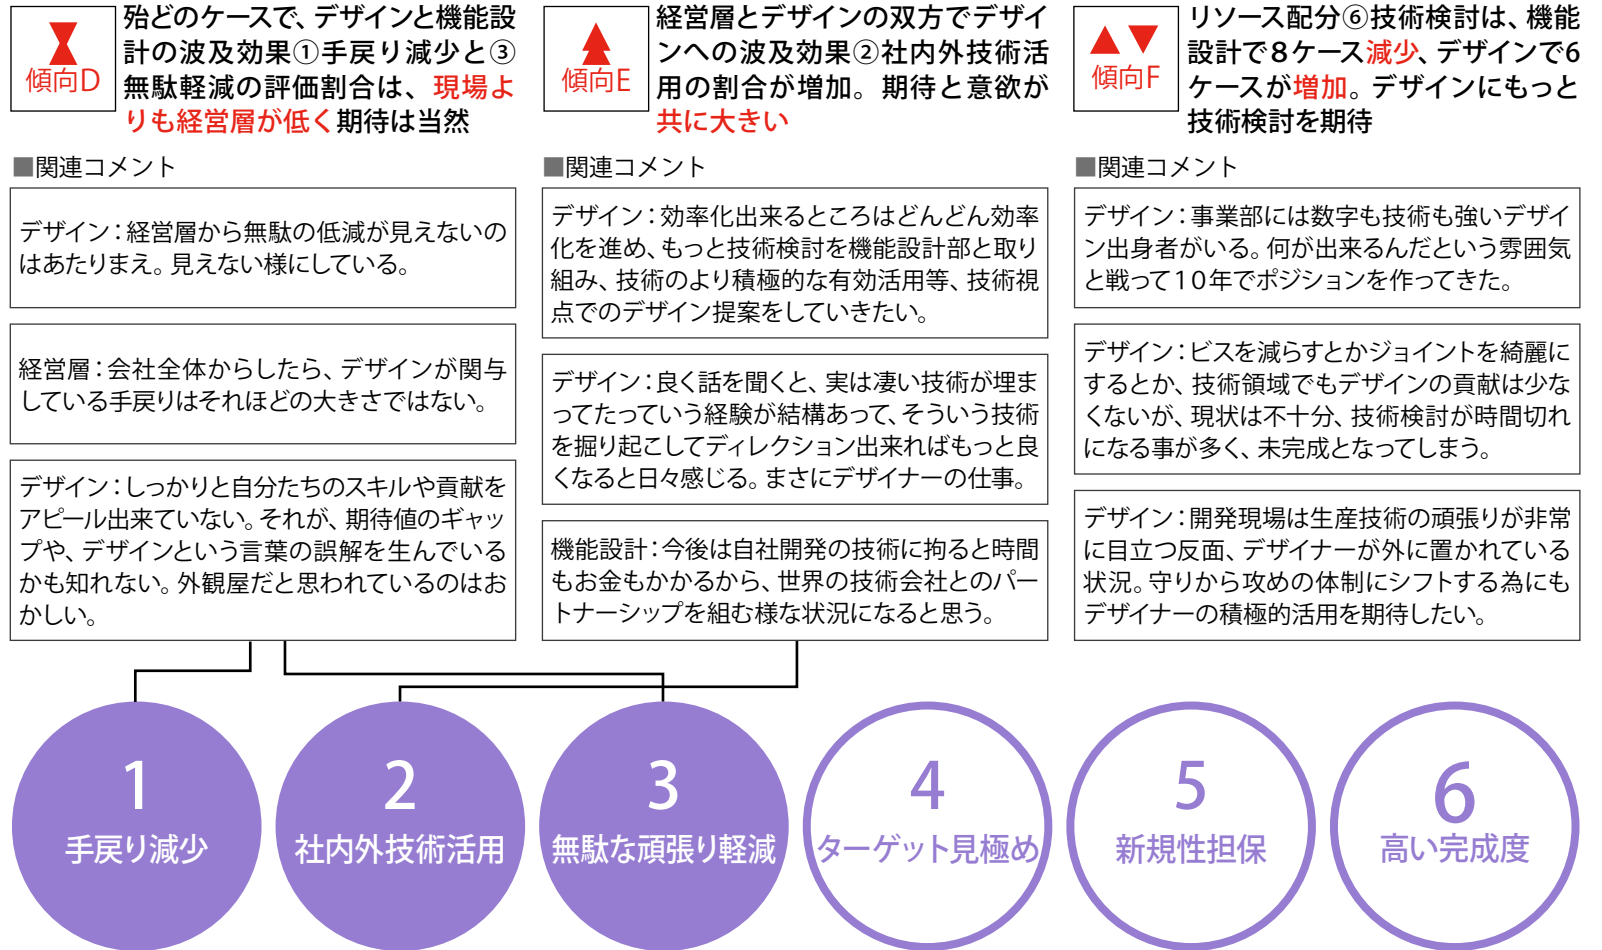 傾向D
殆どのケースで、デザインと機能設
計の波及効果①手戻り減少と③
無駄軽減の評価割合は、現場よ
りも経営層が低く期待は当然
■関連コメント
デザイン：経営層から無駄の低減が見えないの
はあたりまえ。見えない様にしている。
経営層：会社全体からしたら、デザインが関与
している手戻りはそれほどの大きさではない。
デザイン：しっかりと自分たちのスキルや貢献を
アピール出来ていない。それが、期待値のギャッ
プや、デザインという言葉の誤解を生んでいる
かも知れない。外観屋だと思われているのはお
かしい。
傾向E
経営層とデザインの双方でデザイ
ンへの波及効果②社内外技術活
用の割合が増加。期待と意欲が
共に大きい
■関連コメント
デザイン：効率化出来るところはどんどん効率
化を進め、もっと技術検討を機能設計部と取り
組み、技術のより積極的な有効活用等、技術視
点でのデザイン提案をしていきたい。
デザイン：良く話を聞くと、実は凄い技術が埋ま
ってたっていう経験が結構あって、そういう技術
を掘り起こしてディレクション出来ればもっと良
くなると日々感じる。まさにデザイナーの仕事。
機能設計：今後は自社開発の技術に拘ると時間
もお金もかかるから、世界の技術会社とのパー
トナーシップを組む様な状況になると思う。
傾向F
リソース配分⑥技術検討は、機能
設計で８ケース減少、デザインで6
ケースが増加。デザインにもっと
技術検討を期待
■関連コメント
デザイン：事業部には数字も技術も強いデザイ
ン出身者がいる。何が出来るんだという雰囲気
と戦って10年でポジションを作ってきた。
デザイン：ビスを減らすとかジョイントを綺麗に
するとか、技術領域でもデザインの貢献は少な
くないが、現状は不十分、技術検討が時間切れ
になる事が多く、未完成となってしまう。
デザイン：開発現場は生産技術の頑張りが非常
に目立つ反面、デザイナーが外に置かれている
状況。守りから攻めの体制にシフトする為にも
デザイナーの積極的活用を期待したい。
1
手戻り減少
2
社内外技術活用
3
無駄な頑張り軽減
4
ターゲット見極め
5
新規性担保
6
高い完成度